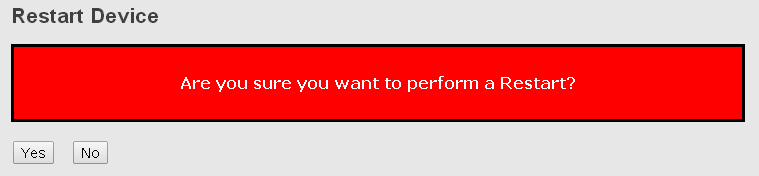 Restart Device
Are you sure you want to perform a Restart?
Yes No